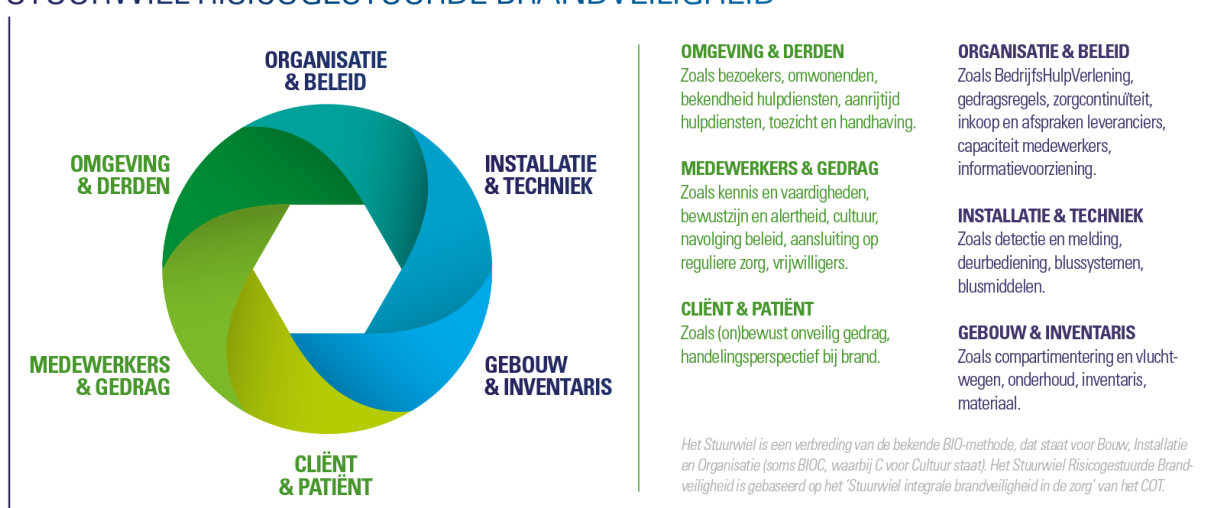 STUURWIEL RISICOGESTUURDE BRANDVEILIGHEID
ORGANISATIE
& BELEID
OMGEVING
& DERDEN
INSTALLATIE
& TECHNIEK
MEDEWERKERS
& GEDRAG
GEBOUW
& INVENTARIS
CLIËNT
& PATIËNT
OMGEVING & DERDEN
Zoals bezoekers, omwonenden,
bekendheid hulpdiensten, aanrijtijd
hulpdiensten, toezicht en handhaving.
MEDEWERKERS & GEDRAG
Zoals kennis en vaardigheden,
bewustzijn en alertheid, cultuur,
navolging beleid, aansluiting op
reguliere zorg, vrijwilligers.
CLIËNT & PATIËNT
Zoals (on)bewust onveilig gedrag,
handelingsperspectief bij brand.
ORGANISATIE & BELEID
Zoals BedrijfsHulpVerlening,
gedragsregels, zorgcontinuïteit,
inkoop en afspraken leveranciers,
capaciteit medewerkers,
informatievoorziening.
INSTALLATIE & TECHNIEK
Zoals detectie en melding,
deurbediening, blussystemen,
blusmiddelen.
GEBOUW & INVENTARIS
Zoals compartimentering en vlucht-
wegen, onderhoud, inventaris,
materiaal.
Het Stuurwiel is een verbreding van de bekende BIO-methode, dat staat voor Bouw, Installatie
en Organisatie (soms BIOC, waarbij C voor Cultuur staat). Het Stuurwiel Risicogestuurde Brand-
veiligheid is gebaseerd op het ‘Stuurwiel integrale brandveiligheid in de zorg’ van het COT.